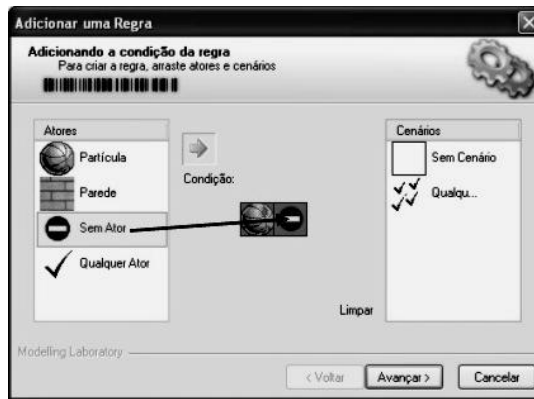 Adicionar uma Regra
Adicionando a condição da regra
Para criar a regra, arraste atores e cenários
Atores
Partícula
Parede
Sem Ator
Qualquer Ator
Condição:
Cenários
Sem Cenário
Qualqu...
Limpar
Modelling Laboratory
< Voltar
Avançar >
Cancelar